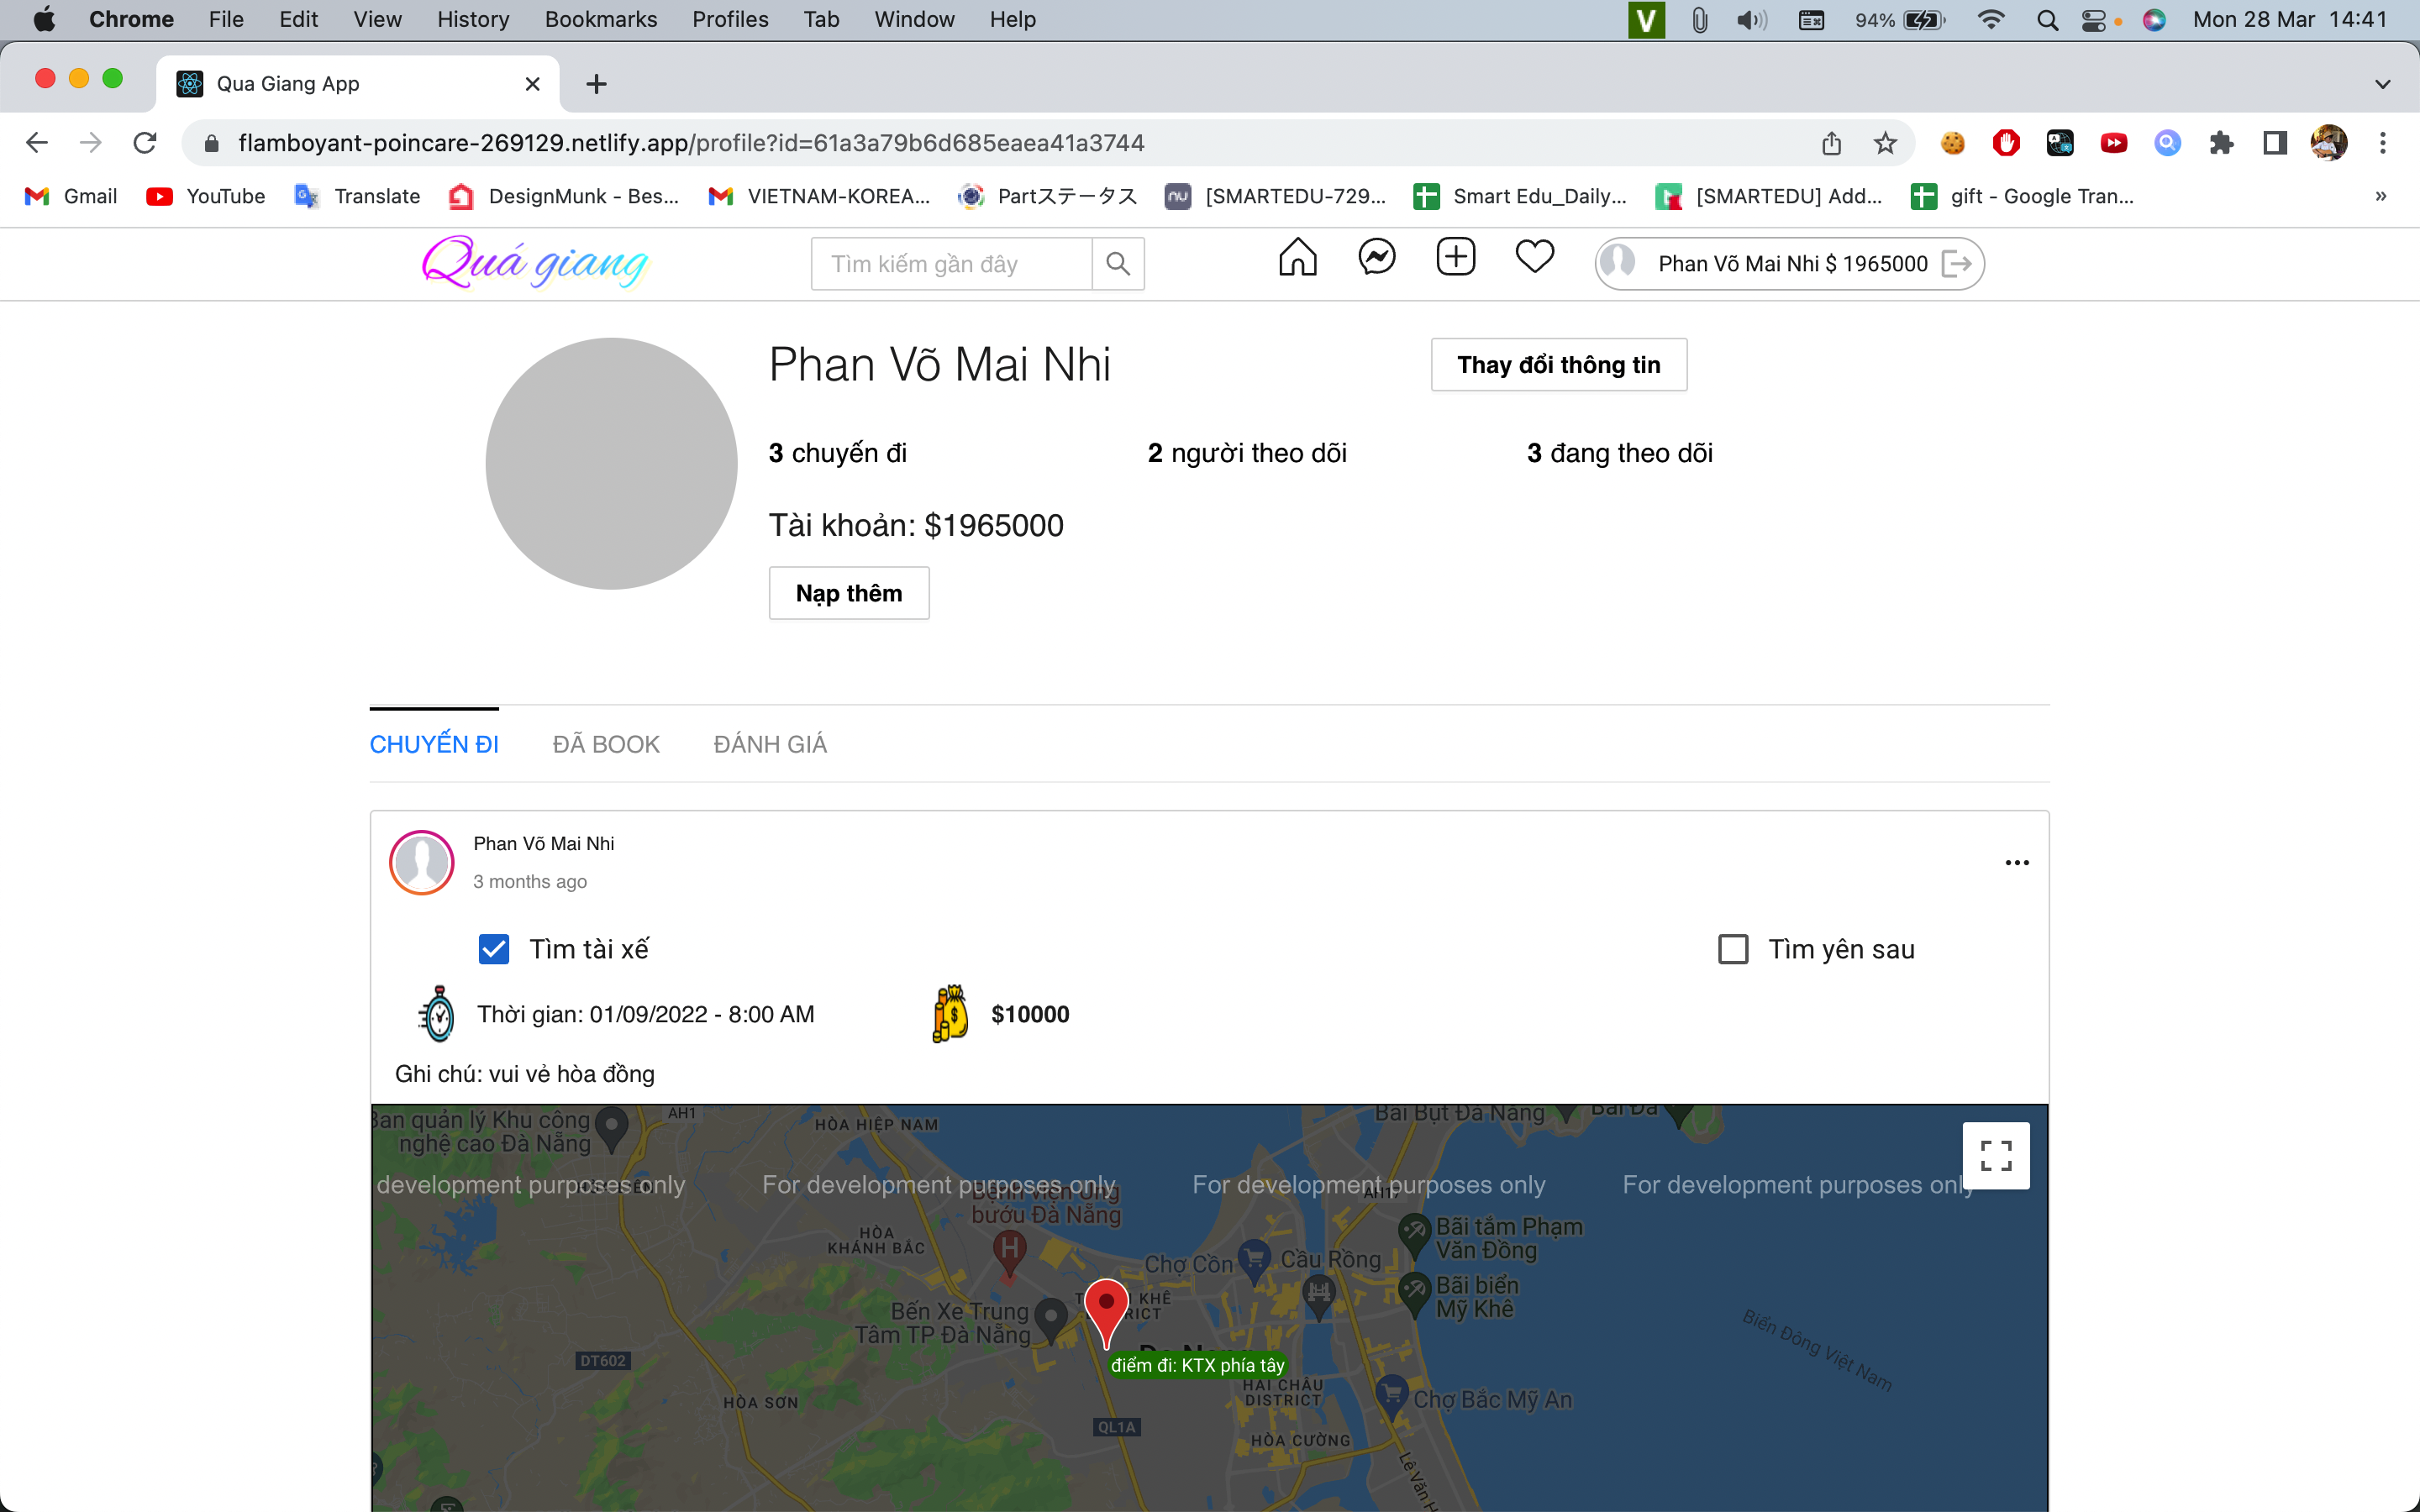 Chrome File Edit View History Bookmarks Profiles Tab Window Help V 94% Mon 28 Mar 14:41
Qua Giang App
flamboyant-poincare-269129.netlify.app/profile?id=61a3a79b6d685eaea41a3744
Gmail YouTube Translate DesignMunk - Bes... VIETNAM-KOREA... Partステータス [SMARTEDU-729... Smart Edu_Daily... [SMARTEDU] Add... gift - Google Tran... »
Quá giang Tìm kiếm gần đây Phan Võ Mai Nhi $ 1965000
Phan Võ Mai Nhi Thay đổi thông tin
3 chuyến đi 2 người theo dõi 3 đang theo dõi
Tài khoản: $1965000
Nạp thêm
CHUYẾN ĐI ĐÃ BOOK ĐÁNH GIÁ
Phan Võ Mai Nhi
3 months ago
Tìm tài xế Tìm yên sau
Thời gian: 01/09/2022 - 8:00 AM $10000
Ghi chú: vui vẻ hòa đồng
Ban quản lý Khu công
nghệ cao Đà Nẵng
AH1
HÒA HIỆP NAM
Bãi Bụt Đà Nẵng
Bãi Đá
development purposes only For development purposes only For development purposes only For development purposes only
AH17
Bệnh viện Ung
bướu Đà Nẵng
HÒA
KHÁNH BẮC
H
Bãi tắm Phạm
Văn Đồng
Chợ Cồn
Cầu Rồng
Bãi biển
Mỹ Khê
Bến Xe Trung
Tâm TP Đà Nẵng
KHÊ
Biển Đông Việt Nam
DT602
điểm đi: KTX phía tây
HẢI CHÂU
DISTRICT
Chợ Bắc Mỹ An
HÒA SƠN
QL1A
HÒA CƯỜNG
Lê Văn H